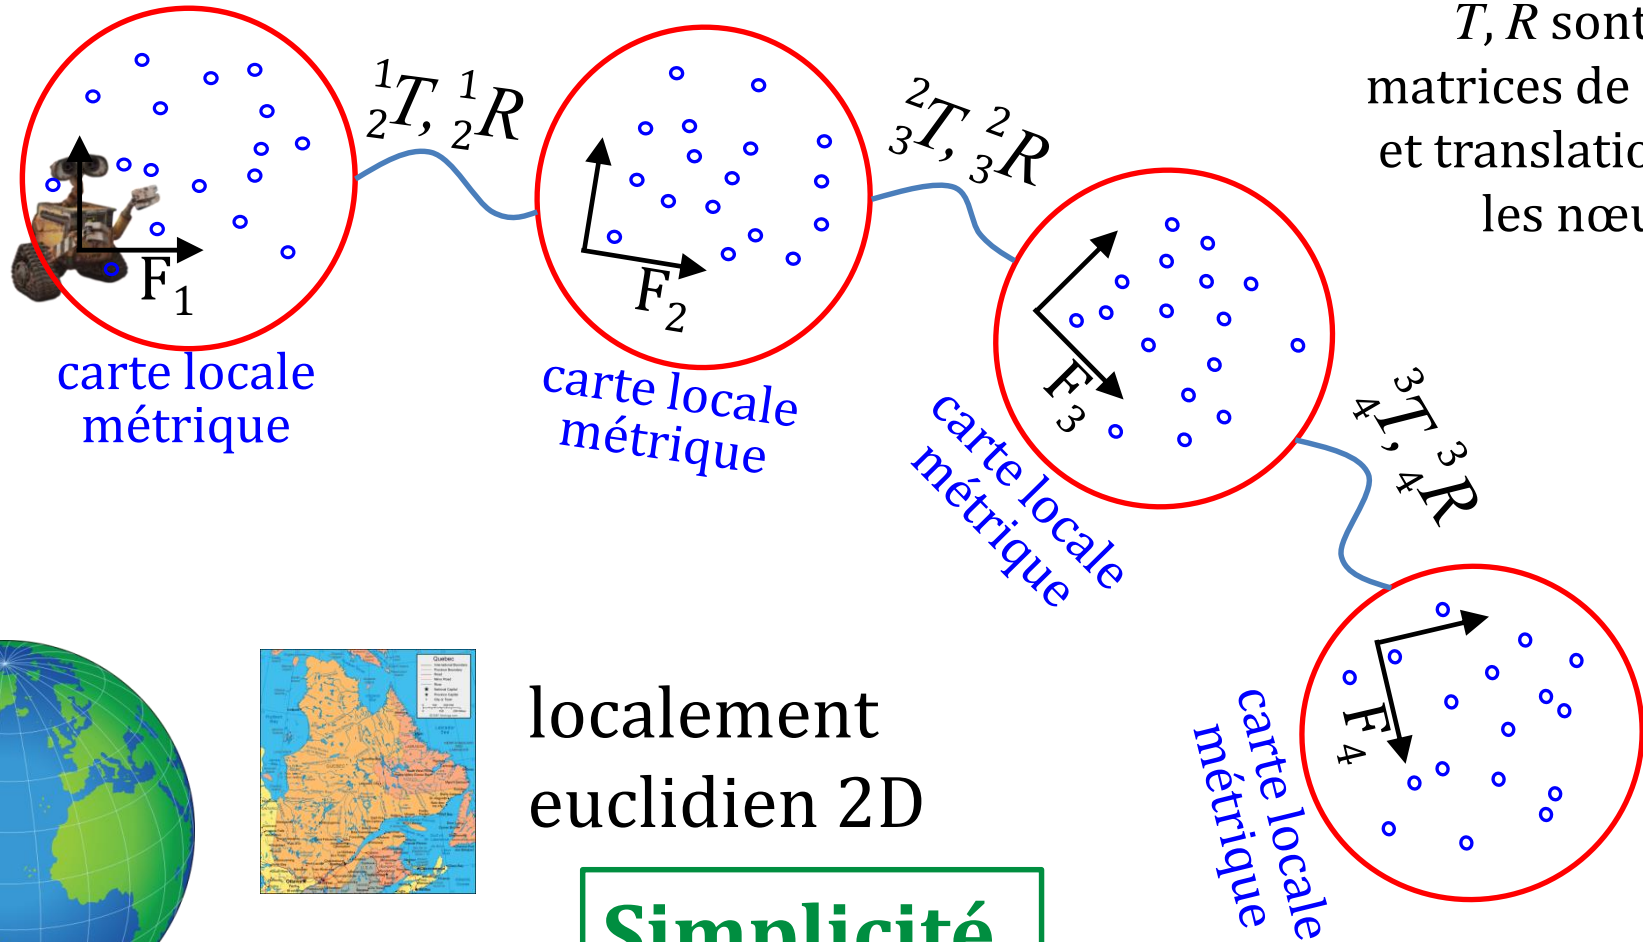 T, R sont
matrices de
et translatio
les nœu
¹₂T, ¹₂R
²₃T, ²₃R
³₄T, ³₄R
F₁
carte locale
métrique
F₂
carte locale
métrique
F₃
carte locale
métrique
F₄
carte locale
métrique
Quebec
localement
euclidien 2D
Simplicité